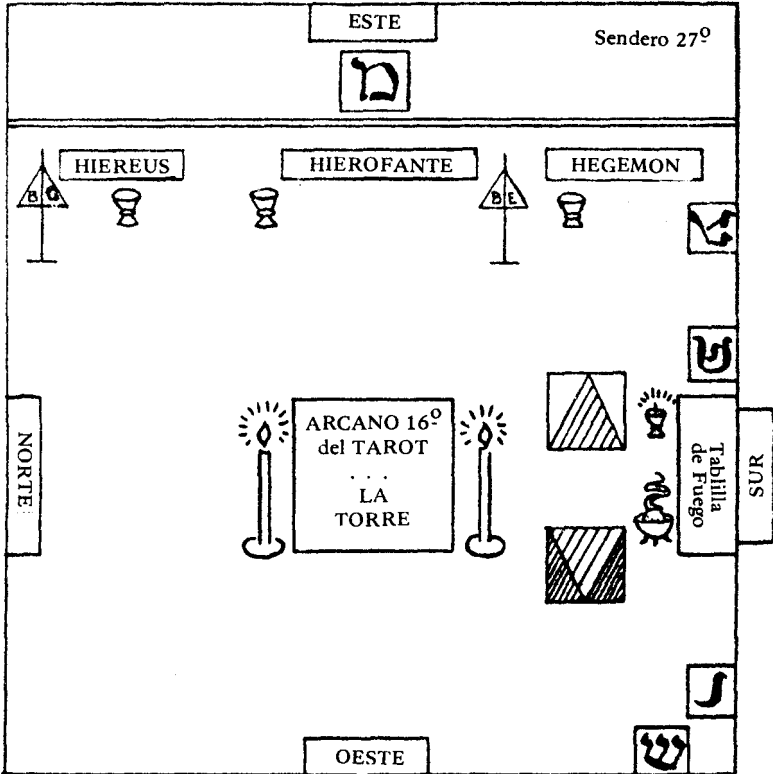 ESTE
Sendero 27º
מ
HIEREUS
HIEROFANTE
HEGEMON
B G
B E
צ
ARCANO 16º
del TAROT
. . .
LA
TORRE
NORTE
Tablilla
de Fuego
SUR
נ
ש
OESTE